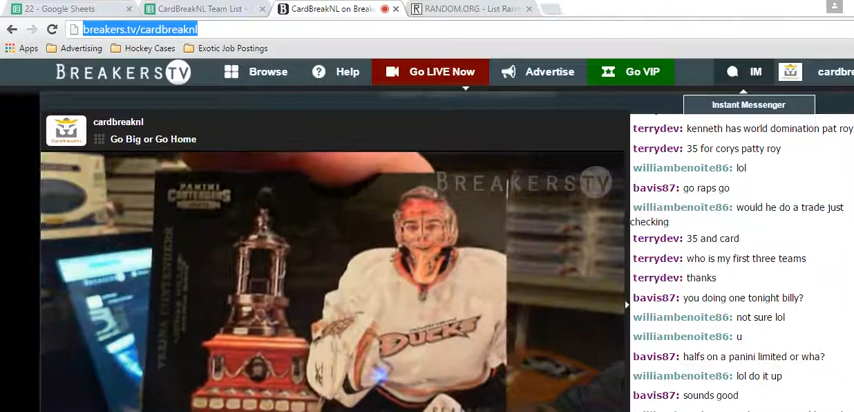 22 - Google Sheets
CardBreakNL Team List -
CardBreakNL on Break
RANDOM.ORG - List Ran
breakers.tv/cardbreaknl
Apps
Advertising
Hockey Cases
Exotic Job Postings
BREAKERS TV
Browse
Help
Go LIVE Now
Advertise
Go VIP
IM
cardbre
Instant Messenger
cardbreaknl
Go Big or Go Home
BREAKERS TV
PANINI
CONTENDERS
VEZINA CONTENDERS
DUCKS
terrydev: kenneth has world domination pat roy
terrydev: 35 for corys patty roy
williambenoite86: lol
bavis87: go raps go
williambenoite86: would he do a trade just
checking
terrydev: 35 and card
terrydev: who is my first three teams
terrydev: thanks
bavis87: you doing one tonight billy?
williambenoite86: not sure lol
williambenoite86: u
bavis87: halfs on a panini limited or wha?
williambenoite86: lol do it up
bavis87: sounds good